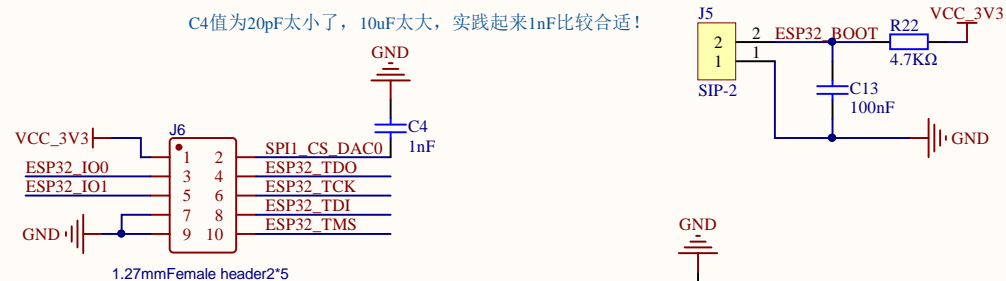 C4值为20pF太小了，10uF太大，实践起来1nF比较合适！
GND
C4
1nF
J6
VCC_3V3
1 2 SPI1_CS_DAC0
ESP32_IO0 3 4 ESP32_TDO
ESP32_IO1 5 6 ESP32_TCK
7 8 ESP32_TDI
GND 9 10 ESP32_TMS
1.27mmFemale header2*5
J5
VCC_3V3
2 2 ESP32_BOOT R22
1 1 4.7KΩ
SIP-2
C13
100nF
GND
GND